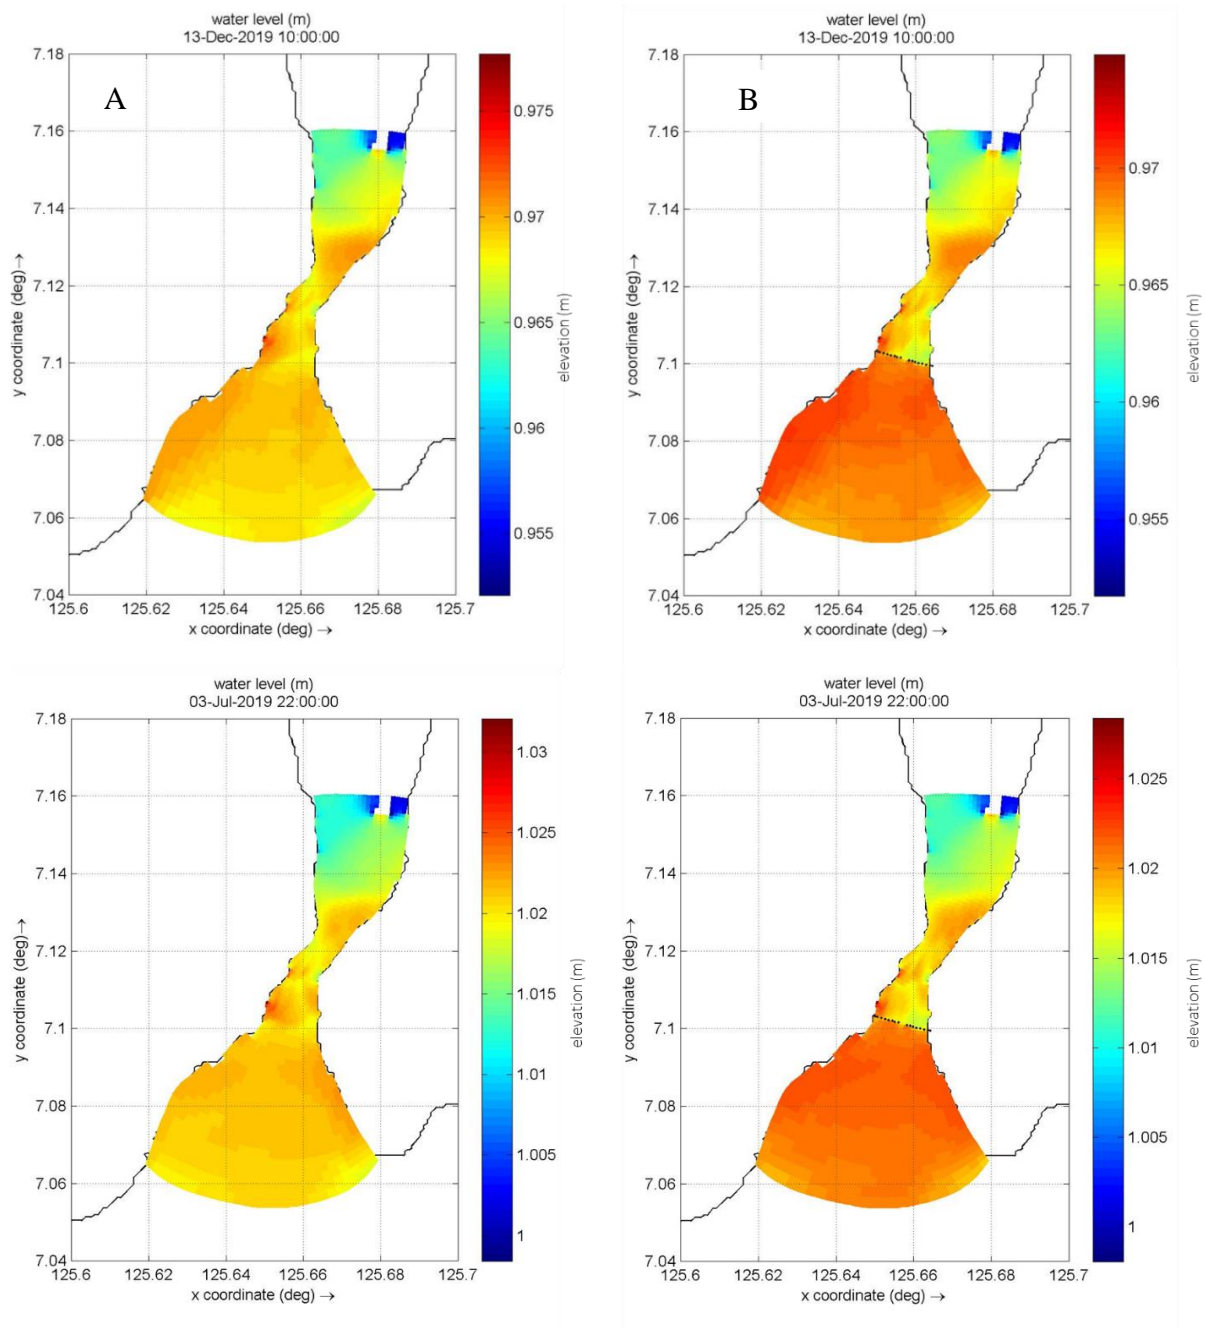 water level (m)
13-Dec-2019 10:00:00
A
7.18
7.16
7.14
7.12
7.1
7.08
7.06
7.04
y coordinate (deg)→
125.6 125.62 125.64 125.66 125.68 125.7
x coordinate (deg) →
0.975
0.97
0.965
0.96
0.955
elevation (m)
water level (m)
13-Dec-2019 10:00:00
B
7.18
7.16
7.14
7.12
7.1
7.08
7.06
7.04
y coordinate (deg)→
125.6 125.62 125.64 125.66 125.68 125.7
x coordinate (deg) →
0.97
0.965
0.96
0.955
elevation (m)
water level (m)
03-Jul-2019 22:00:00
7.18
7.16
7.14
7.12
7.1
7.08
7.06
7.04
y coordinate (deg)→
125.6 125.62 125.64 125.66 125.68 125.7
x coordinate (deg) →
1.03
1.025
1.02
1.015
1.01
1.005
1
elevation (m)
water level (m)
03-Jul-2019 22:00:00
7.18
7.16
7.14
7.12
7.1
7.08
7.06
7.04
y coordinate (deg)→
125.6 125.62 125.64 125.66 125.68 125.7
x coordinate (deg) →
1.025
1.02
1.015
1.01
1.005
1
elevation (m)